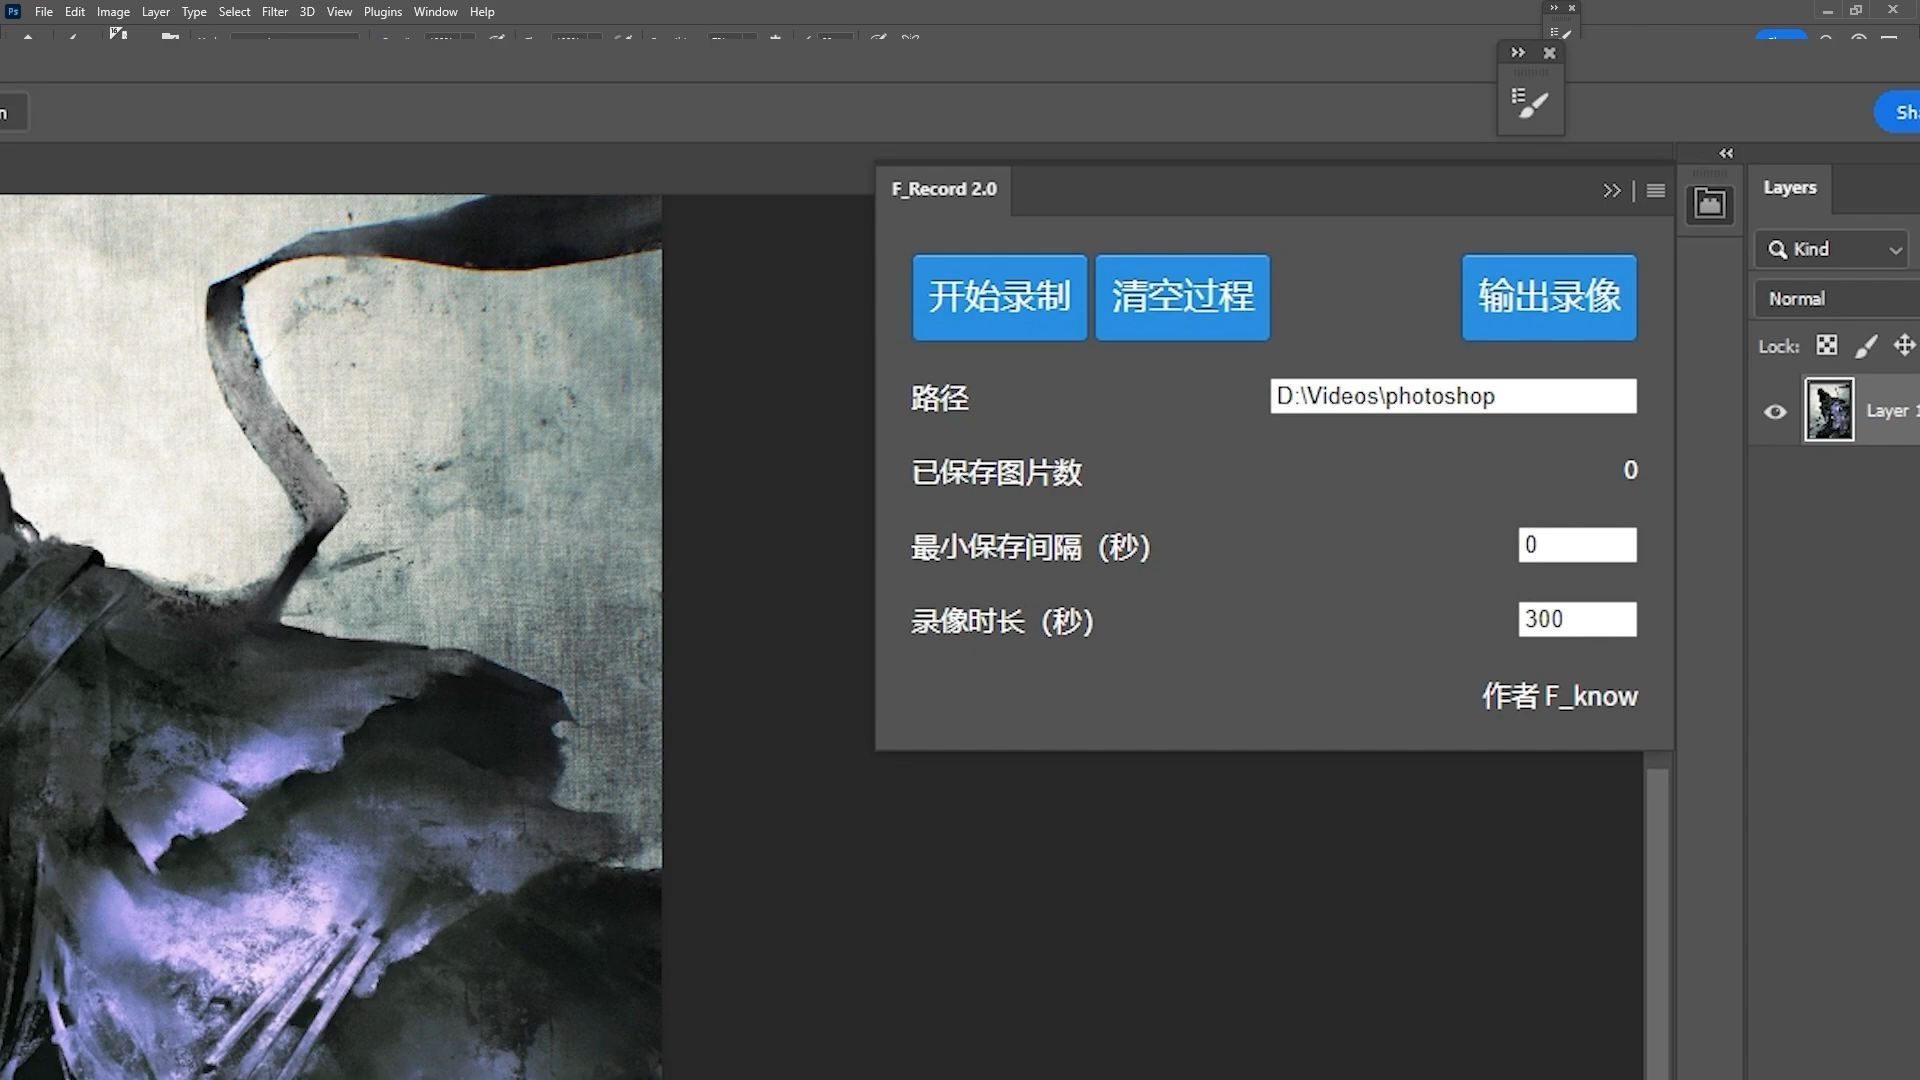 Ps File Edit Image Layer Type Select Filter 3D View Plugins Window Help
F_Record 2.0
开始录制 清空过程 输出录像
路径 D:\Videos\photoshop
已保存图片数 0
最小保存间隔（秒） 0
录像时长（秒） 300
作者 F_know
Layers
Kind
Normal
Lock:
Layer 1